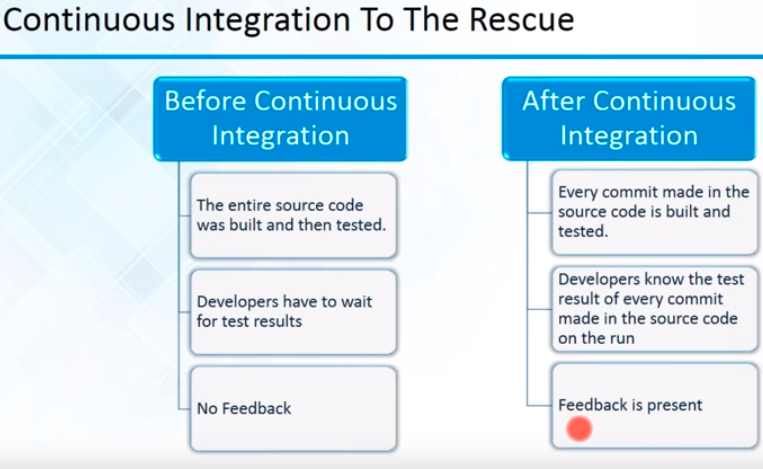 Continuous Integration To The Rescue
Before Continuous
Integration
The entire source code
was built and then tested.
Developers have to wait
for test results
No Feedback
After Continuous
Integration
Every commit made in the
source code is built and
tested.
Developers know the test
result of every commit
made in the source code
on the run
Feedback is present